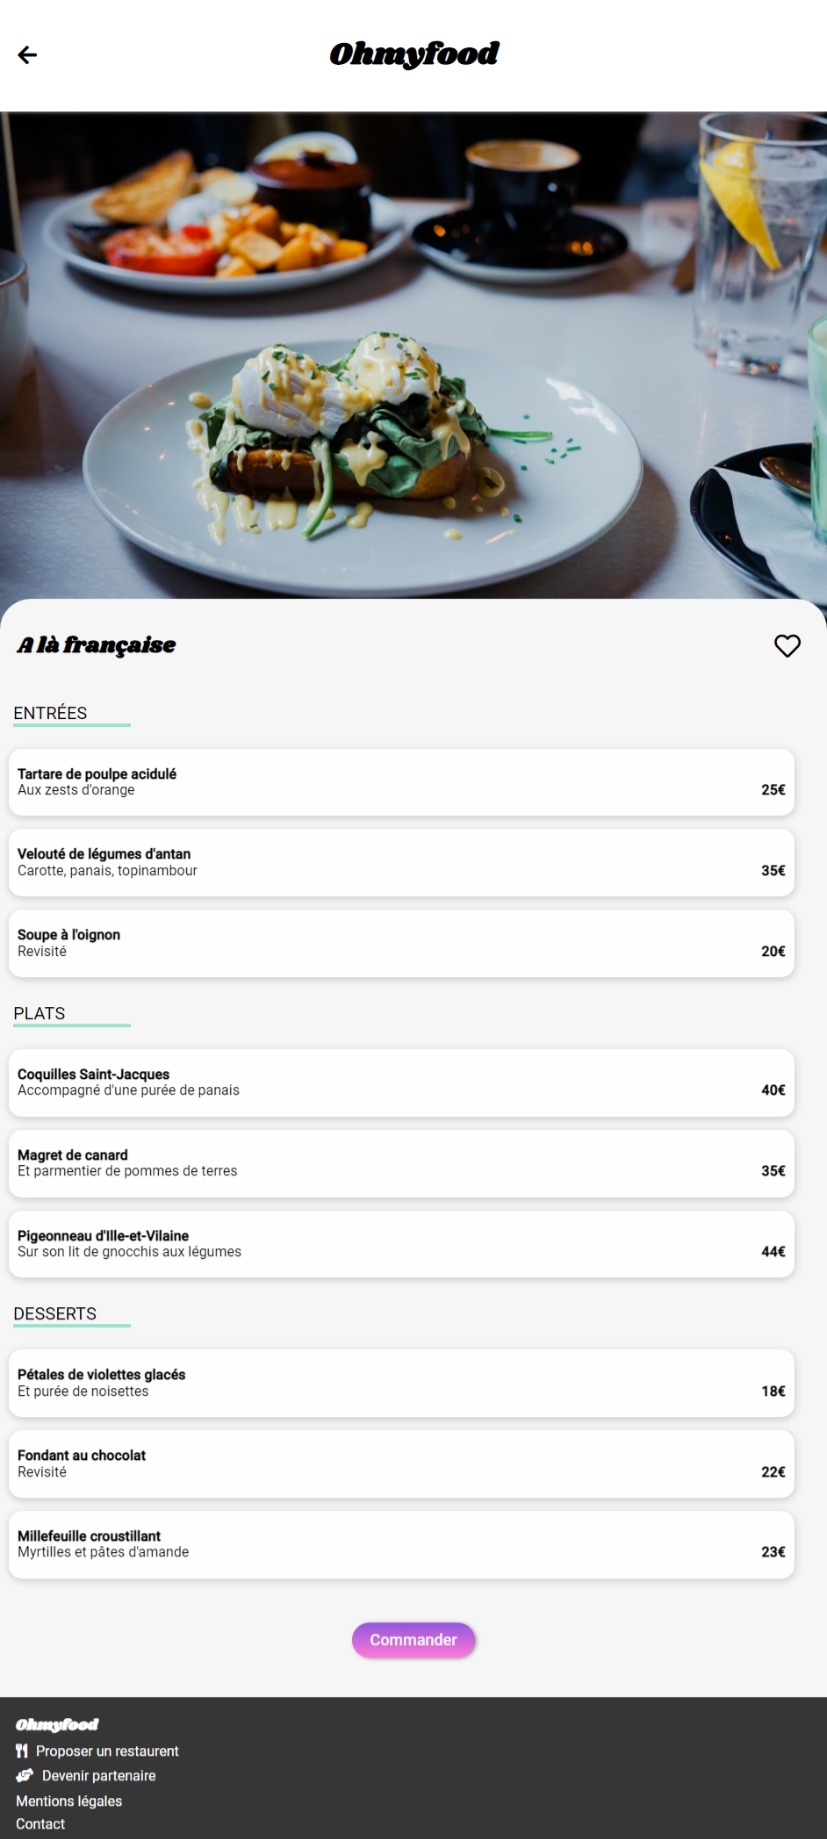 Ohmyfood
A là française
ENTRÉES
Tartare de poulpe acidulé
Aux zests d'orange
25€
Velouté de légumes d'antan
Carotte, panais, topinambour
35€
Soupe à l'oignon
Revisité
20€
PLATS
Coquilles Saint-Jacques
Accompagné d'une purée de panais
40€
Magret de canard
Et parmentier de pommes de terres
35€
Pigeonneau d'Ille-et-Vilaine
Sur son lit de gnocchis aux légumes
44€
DESSERTS
Pétales de violettes glacés
Et purée de noisettes
18€
Fondant au chocolat
Revisité
22€
Millefeuille croustillant
Myrtilles et pâtes d'amande
23€
Commander
Ohmyfood
Proposer un restaurent
Devenir partenaire
Mentions légales
Contact